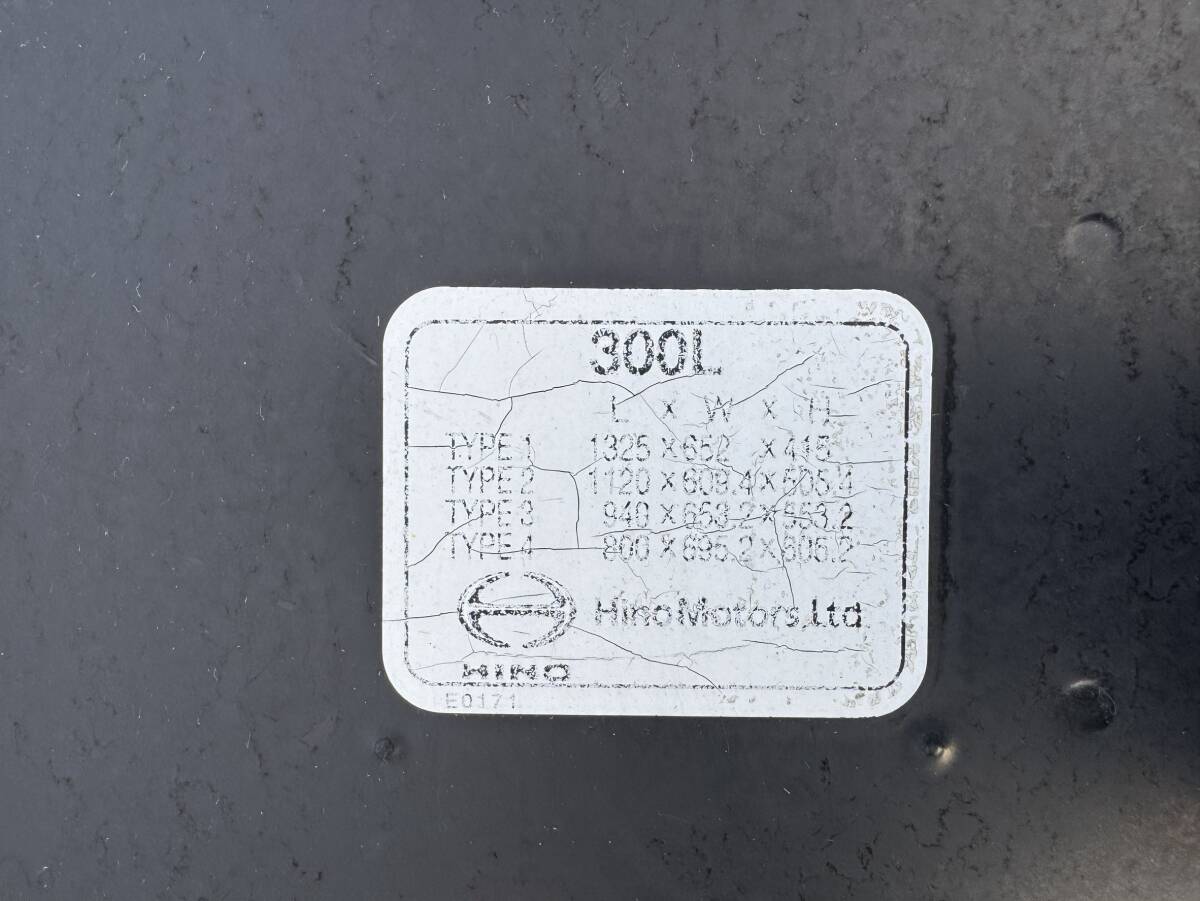 300L
L × W × H
TYPE 1 1325 × 652 × 415
TYPE 2 1120 × 609.4 × 505.4
TYPE 3 940 × 653.2 × 553.2
TYPE 4 800 × 695.2 × 606.2
Hino Motors, Ltd.
HINO
E0171